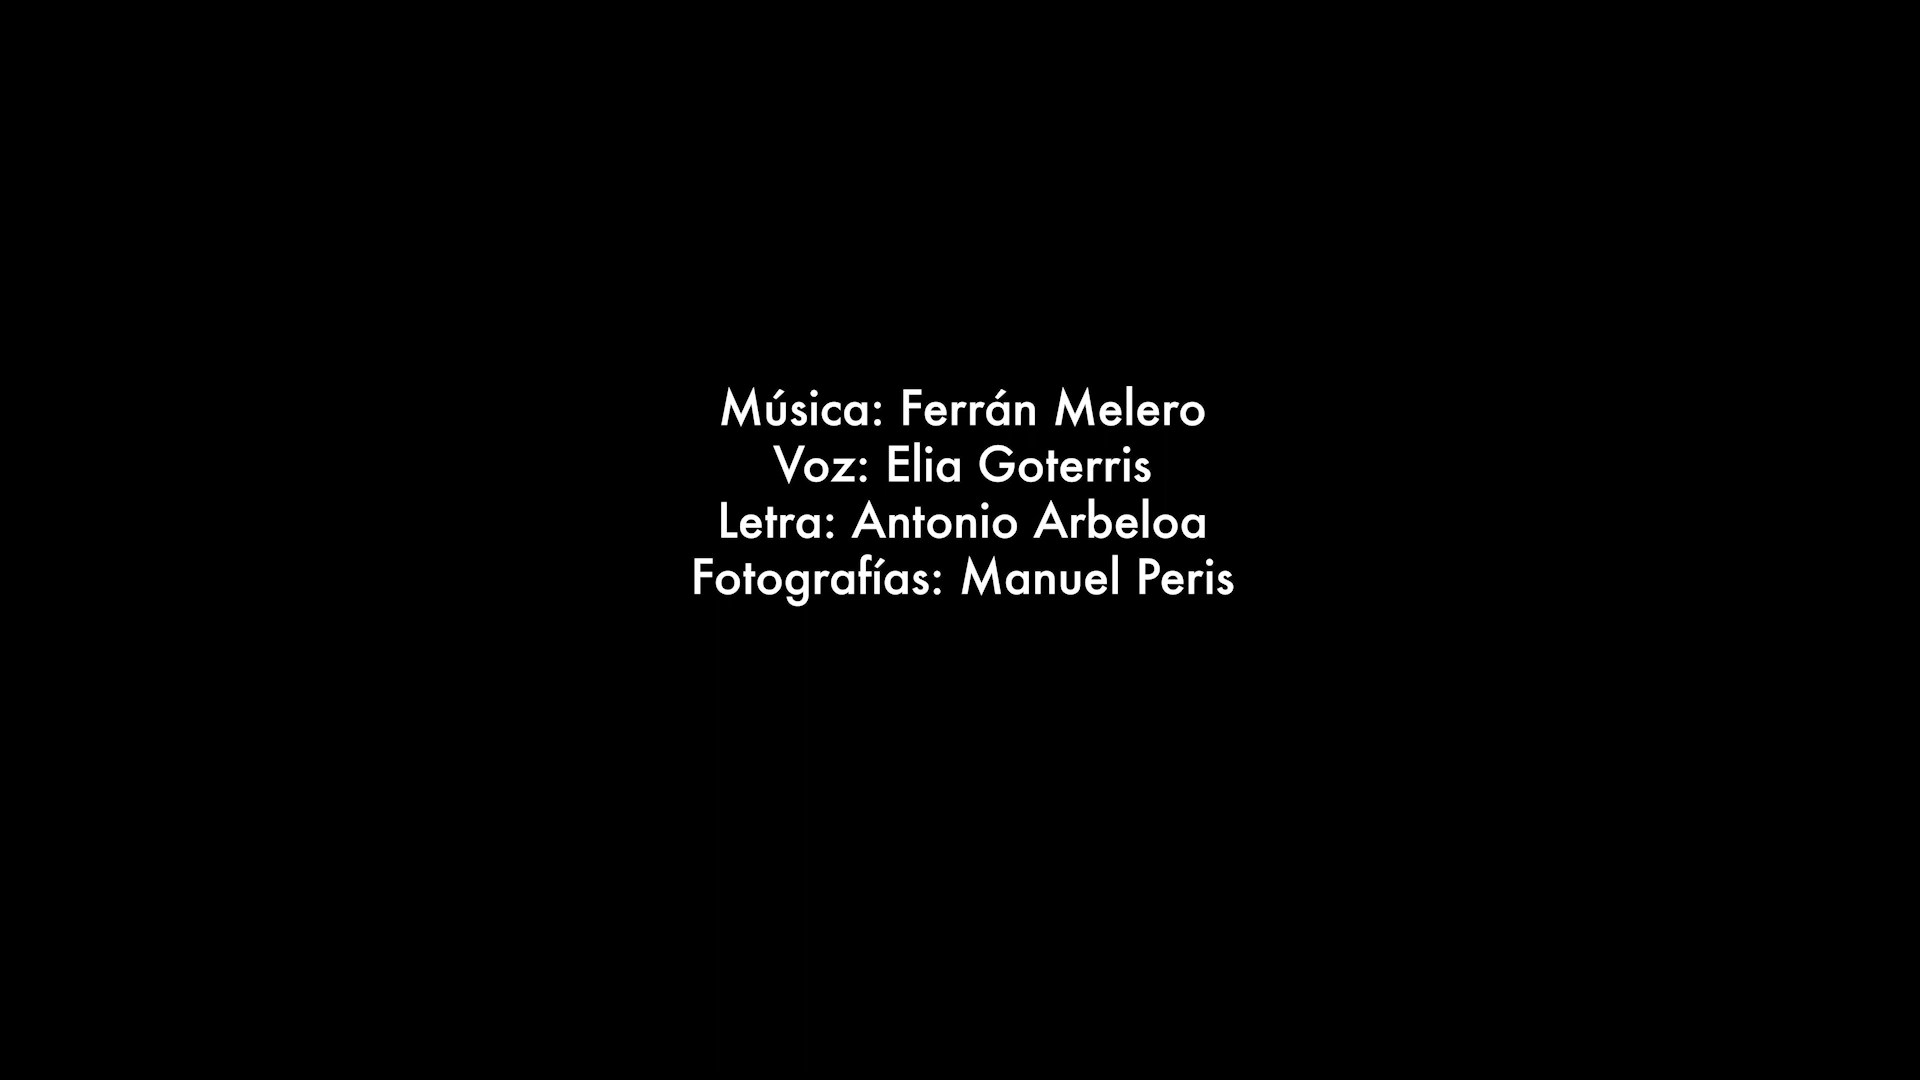 Música: Ferrán Melero
Voz: Elia Goterris
Letra: Antonio Arbeloa
Fotografías: Manuel Peris